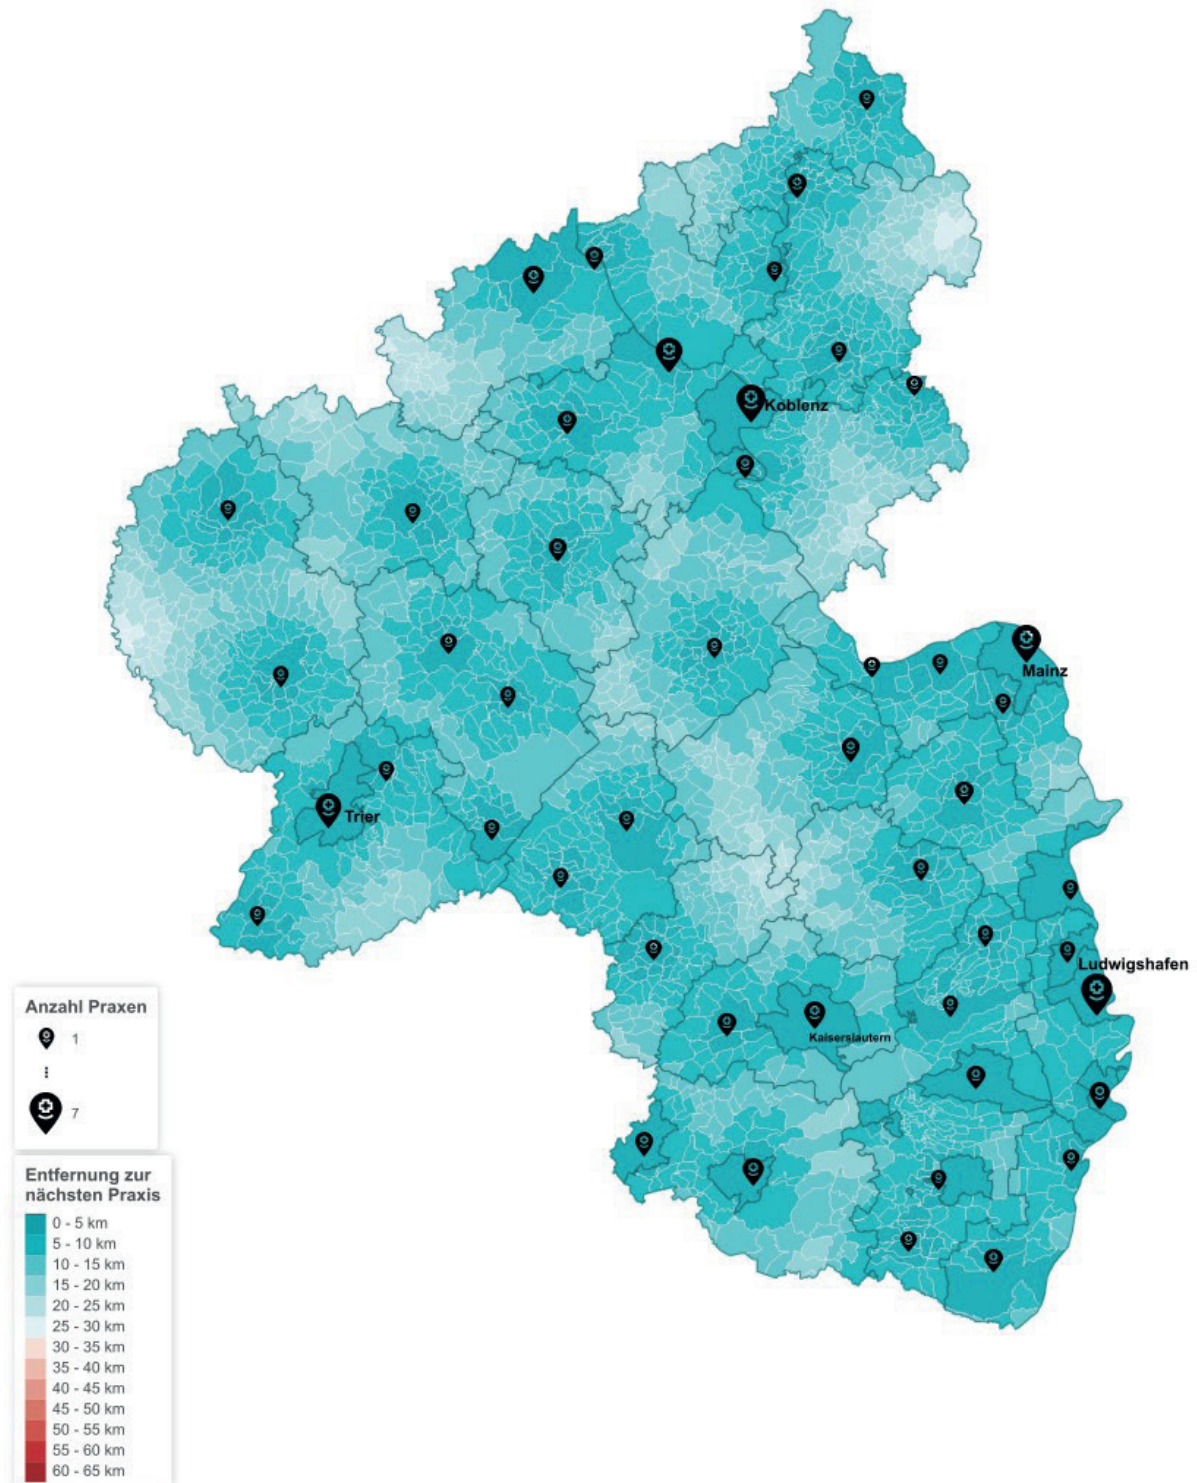 Koblenz
Mainz
Trier
Ludwigshafen
Kaiserslautern
Anzahl Praxen
1
⋮
7
Entfernung zur
nächsten Praxis
0 - 5 km
5 - 10 km
10 - 15 km
15 - 20 km
20 - 25 km
25 - 30 km
30 - 35 km
35 - 40 km
40 - 45 km
45 - 50 km
50 - 55 km
55 - 60 km
60 - 65 km